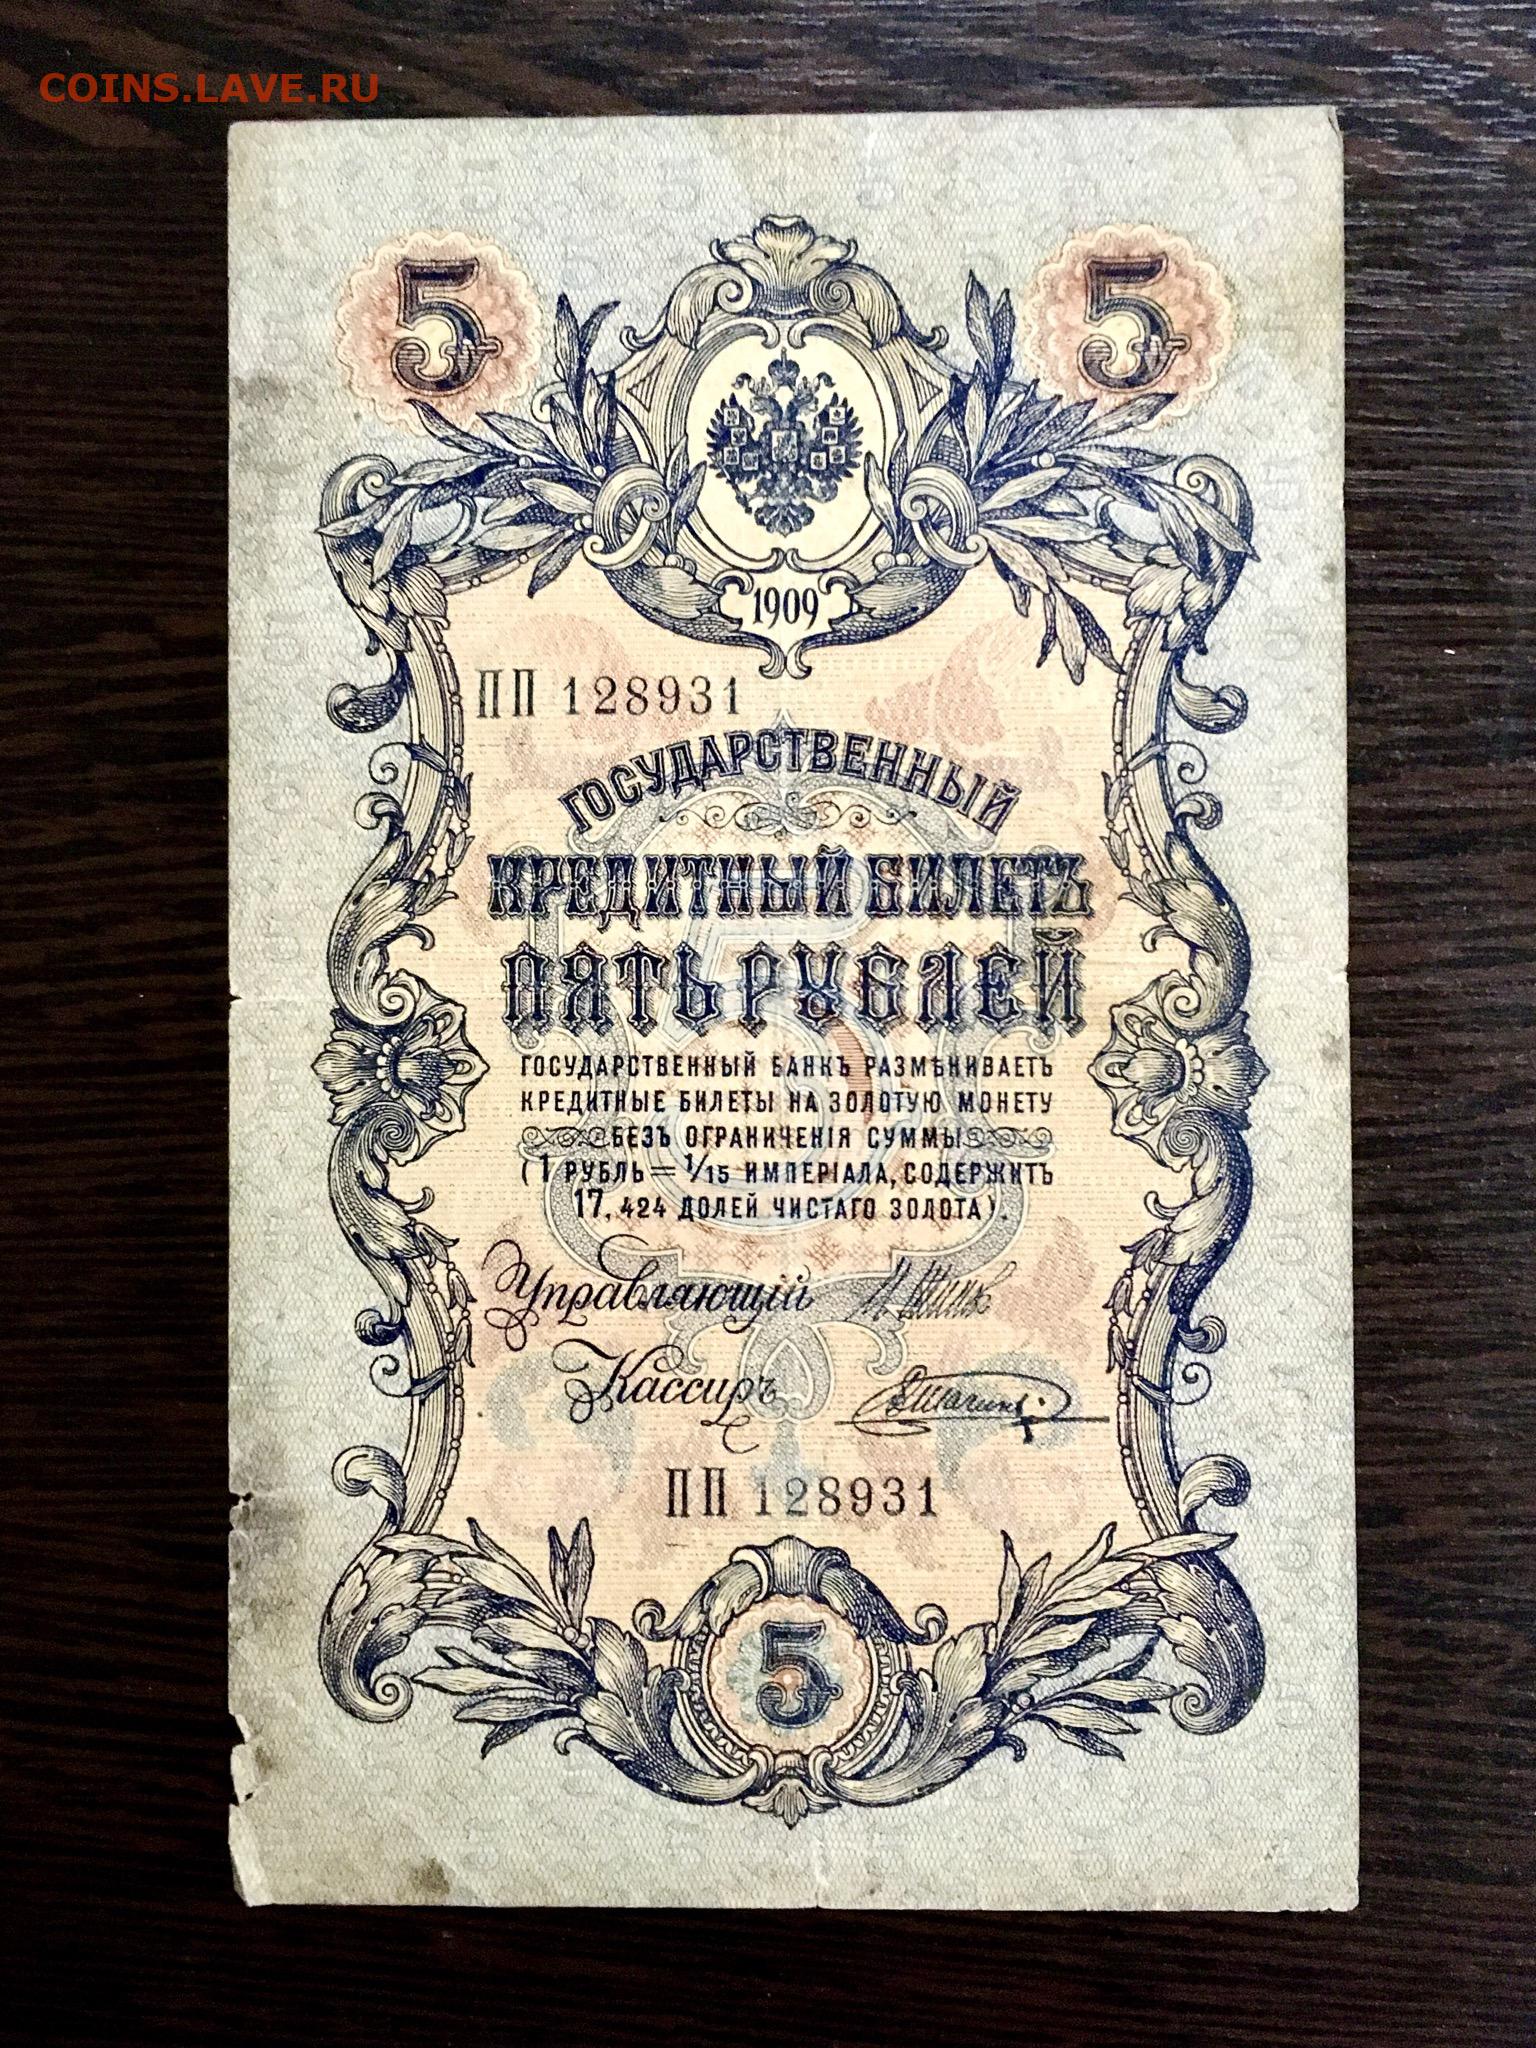 COINS.LAVE.RU
5 5
1909
ПП 128931
ГОСУДАРСТВЕННЫЙ
КРЕДИТНЫЙ БИЛЕТЪ
ПЯТЬ РУБЛЕЙ
ГОСУДАРСТВЕННЫЙ БАНКЪ РАЗМѢНИВАЕТЪ
КРЕДИТНЫЕ БИЛЕТЫ НА ЗОЛОТУЮ МОНЕТУ
БЕЗЪ ОГРАНИЧЕНІЯ СУММЫ
(1 РУБЛЬ = 1/15 ИМПЕРІАЛА, СОДЕРЖИТЪ
17,424 ДОЛЕЙ ЧИСТАГО ЗОЛОТА).
Управляющій
Кассиръ
ПП 128931
5